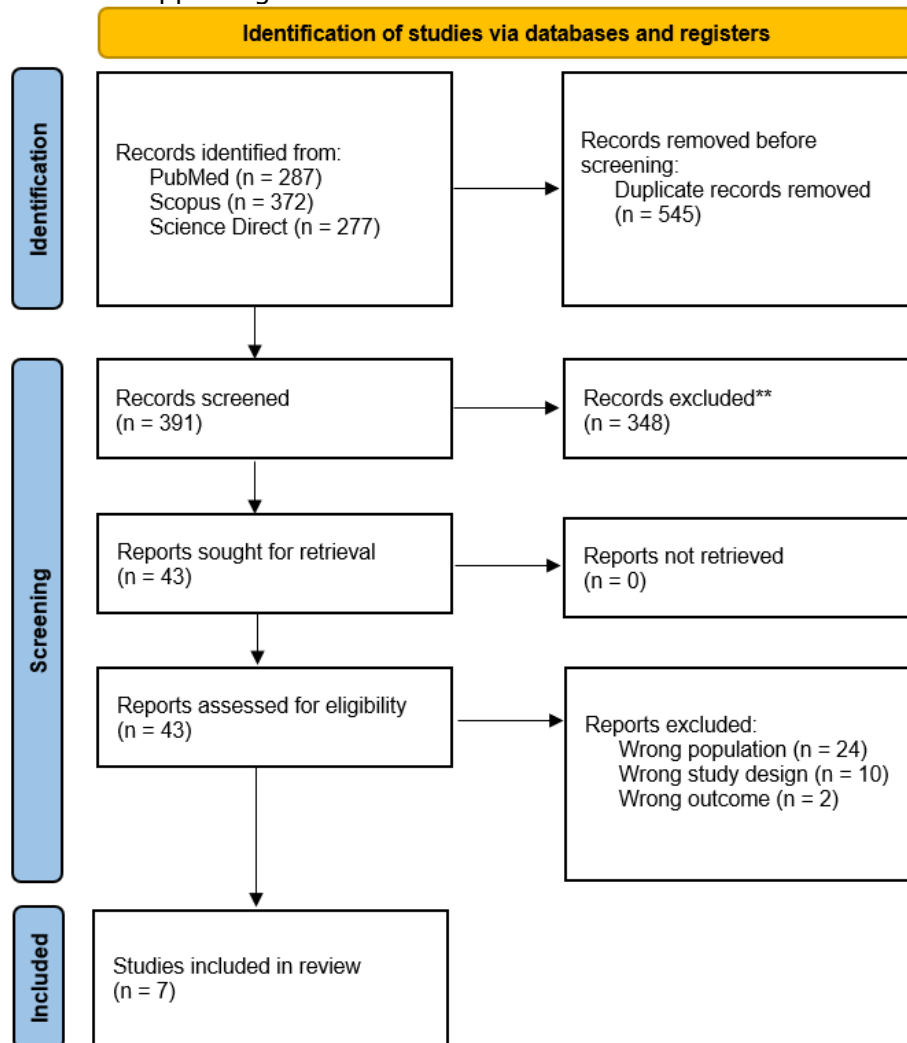 Identification of studies via databases and registers
Identification
Records identified from:
PubMed (n = 287)
Scopus (n = 372)
Science Direct (n = 277)
Records removed before
screening:
Duplicate records removed
(n = 545)
Screening
Records screened
(n = 391)
Records excluded**
(n = 348)
Reports sought for retrieval
(n = 43)
Reports not retrieved
(n = 0)
Reports assessed for eligibility
(n = 43)
Reports excluded:
Wrong population (n = 24)
Wrong study design (n = 10)
Wrong outcome (n = 2)
Included
Studies included in review
(n = 7)